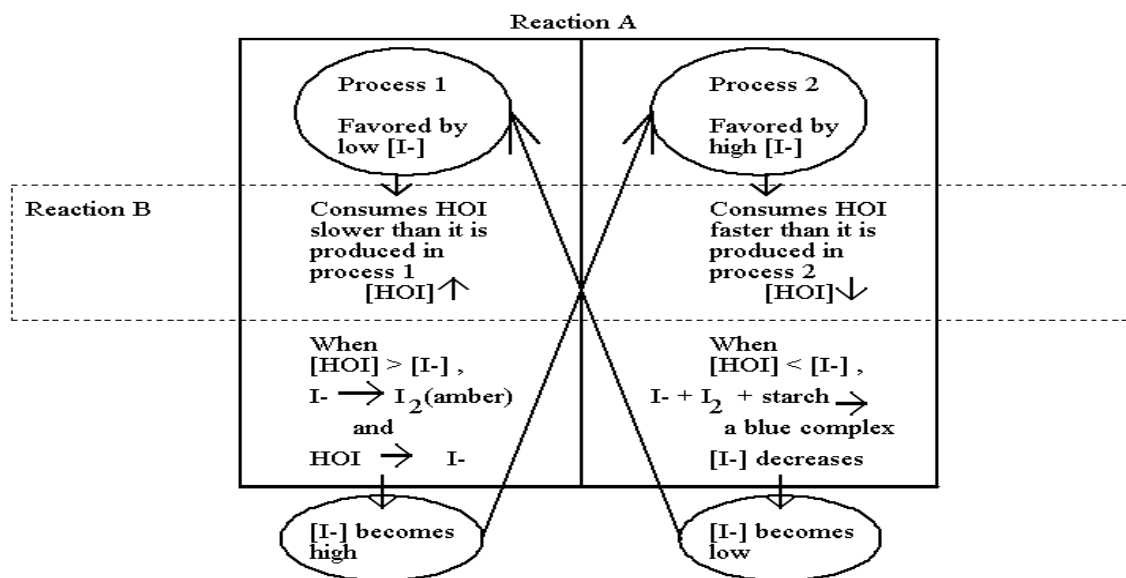 Reaction A
Process 1
Favored by
low [I-]
Process 2
Favored by
high [I-]
Reaction B
Consumes HOI
slower than it is
produced in
process 1
[HOI] ↑
Consumes HOI
faster than it is
produced in
process 2
[HOI] ↓
When
[HOI] > [I-] ,
I- → I2(amber)
and
HOI → I-
When
[HOI] < [I-] ,
I- + I2 + starch →
a blue complex
[I-] decreases
[I-] becomes
high
[I-] becomes
low